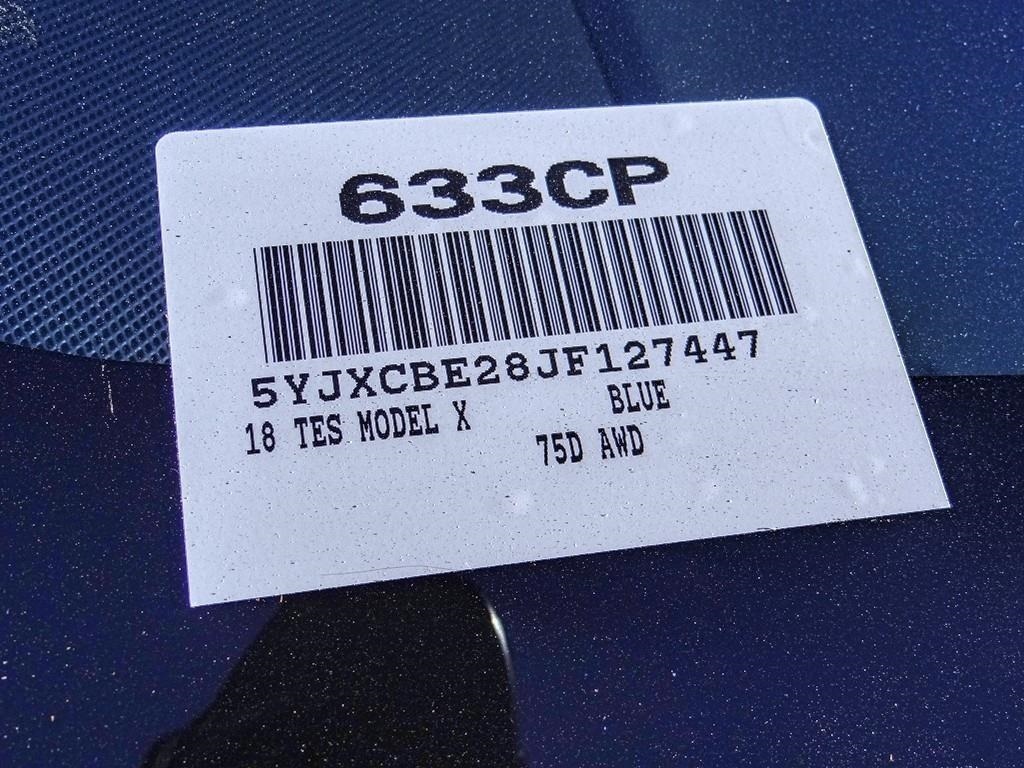 633CP
5YJXCBE28JF127447
18 TES MODEL X BLUE
75D AWD